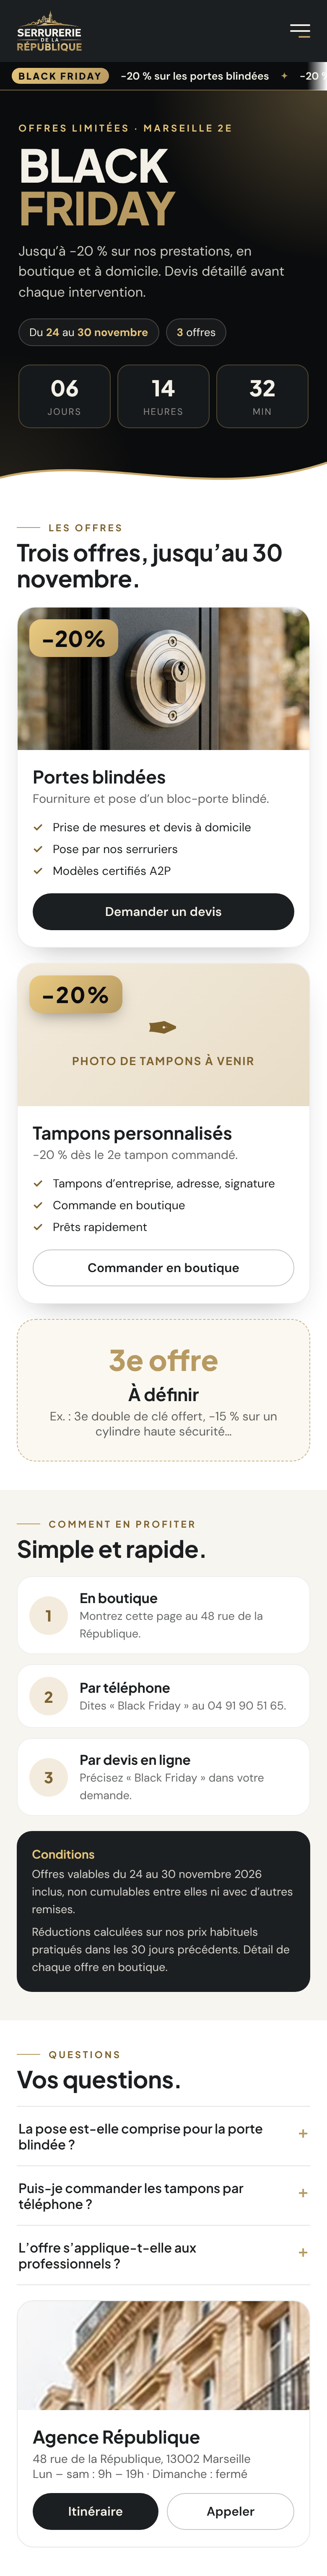 SERRURERIE
DE LA
RÉPUBLIQUE
BLACK FRIDAY -20 % sur les portes blindées ✦ -20 %
OFFRES LIMITÉES · MARSEILLE 2E
BLACK
FRIDAY
Jusqu’à -20 % sur nos prestations, en
boutique et à domicile. Devis détaillé avant
chaque intervention.
Du 24 au 30 novembre 3 offres
06 14 32
JOURS HEURES MIN
LES OFFRES
Trois offres, jusqu’au 30
novembre.
-20%
Portes blindées
Fourniture et pose d’un bloc-porte blindé.
Prise de mesures et devis à domicile
Pose par nos serruriers
Modèles certifiés A2P
Demander un devis
-20%
PHOTO DE TAMPONS À VENIR
Tampons personnalisés
-20 % dès le 2e tampon commandé.
Tampons d’entreprise, adresse, signature
Commande en boutique
Prêts rapidement
Commander en boutique
3e offre
À définir
Ex. : 3e double de clé offert, -15 % sur un
cylindre haute sécurité…
COMMENT EN PROFITER
Simple et rapide.
1
En boutique
Montrez cette page au 48 rue de la
République.
2
Par téléphone
Dites « Black Friday » au 04 91 90 51 65.
3
Par devis en ligne
Précisez « Black Friday » dans votre
demande.
Conditions
Offres valables du 24 au 30 novembre 2026
inclus, non cumulables entre elles ni avec d’autres
remises.
Réductions calculées sur nos prix habituels
pratiqués dans les 30 jours précédents. Détail de
chaque offre en boutique.
QUESTIONS
Vos questions.
La pose est-elle comprise pour la porte
blindée ?
+
Puis-je commander les tampons par
téléphone ?
+
L’offre s’applique-t-elle aux
professionnels ?
+
Agence République
48 rue de la République, 13002 Marseille
Lun – sam : 9h – 19h · Dimanche : fermé
Itinéraire Appeler